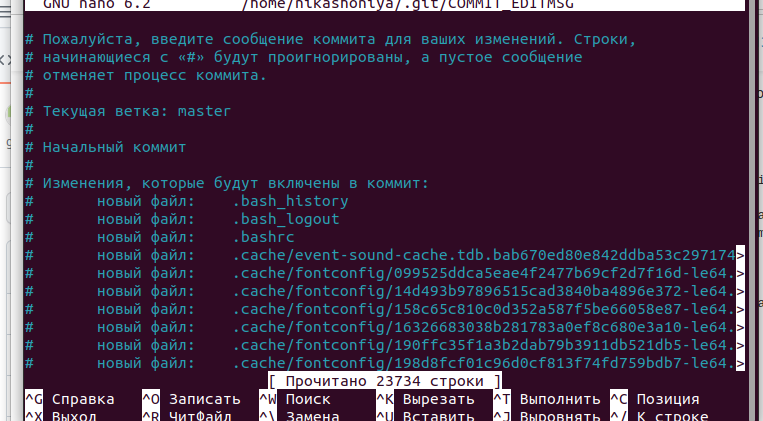 GNU nano 6.2 /home/nikashoniya/.git/COMMIT_EDITMSG
# Пожалуйста, введите сообщение коммита для ваших изменений. Строки,
# начинающиеся с «#» будут проигнорированы, а пустое сообщение
# отменяет процесс коммита.
#
# Текущая ветка: master
#
# Начальный коммит
#
# Изменения, которые будут включены в коммит:
# новый файл: .bash_history
# новый файл: .bash_logout
# новый файл: .bashrc
# новый файл: .cache/event-sound-cache.tdb.bab670ed80e842ddba53c297174>
# новый файл: .cache/fontconfig/099525ddca5eae4f2477b69cf2d7f16d-le64.>
# новый файл: .cache/fontconfig/14d493b97896515cad3840ba4896e372-le64.>
# новый файл: .cache/fontconfig/158c65c810c0d352a587f5be66058e87-le64.>
# новый файл: .cache/fontconfig/16326683038b281783a0ef8c680e3a10-le64.>
# новый файл: .cache/fontconfig/190ffc35f1a3b2dab79b3911db521db5-le64.>
# новый файл: .cache/fontconfig/198d8fcf01c96d0cf813f74fd759bdb7-le64.>
[ Прочитано 23734 строки ]
^G Справка ^O Записать ^W Поиск ^K Вырезать ^T Выполнить ^C Позиция
^X Выход ^R ЧитФайл ^\ Замена ^U Вставить ^J Выровнять ^/ К строке